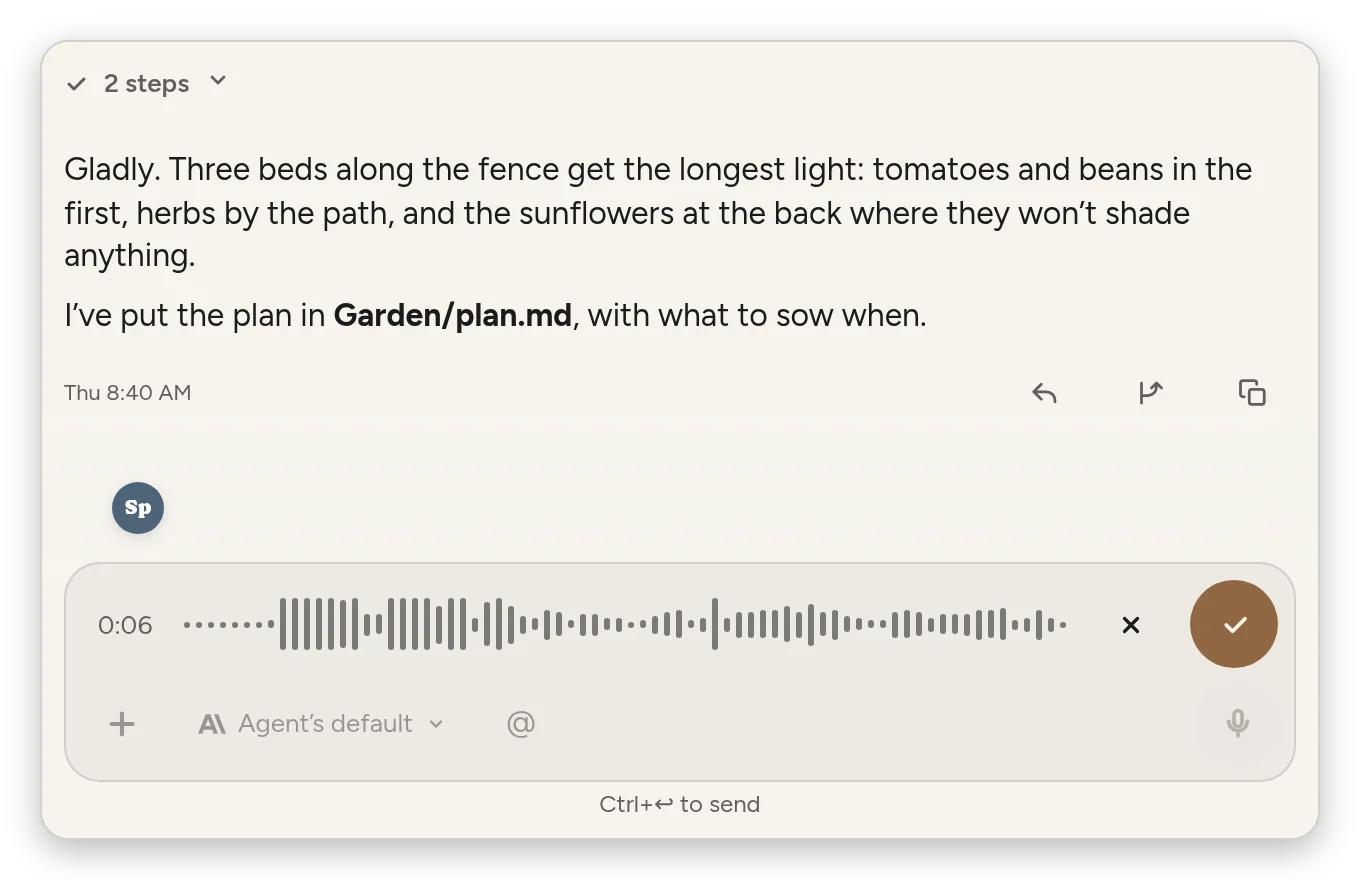 2 steps
Gladly. Three beds along the fence get the longest light: tomatoes and beans in the
first, herbs by the path, and the sunflowers at the back where they won’t shade
anything.
I’ve put the plan in Garden/plan.md, with what to sow when.
Thu 8:40 AM
Sp
0:06
Agent’s default
@
Ctrl+↩ to send